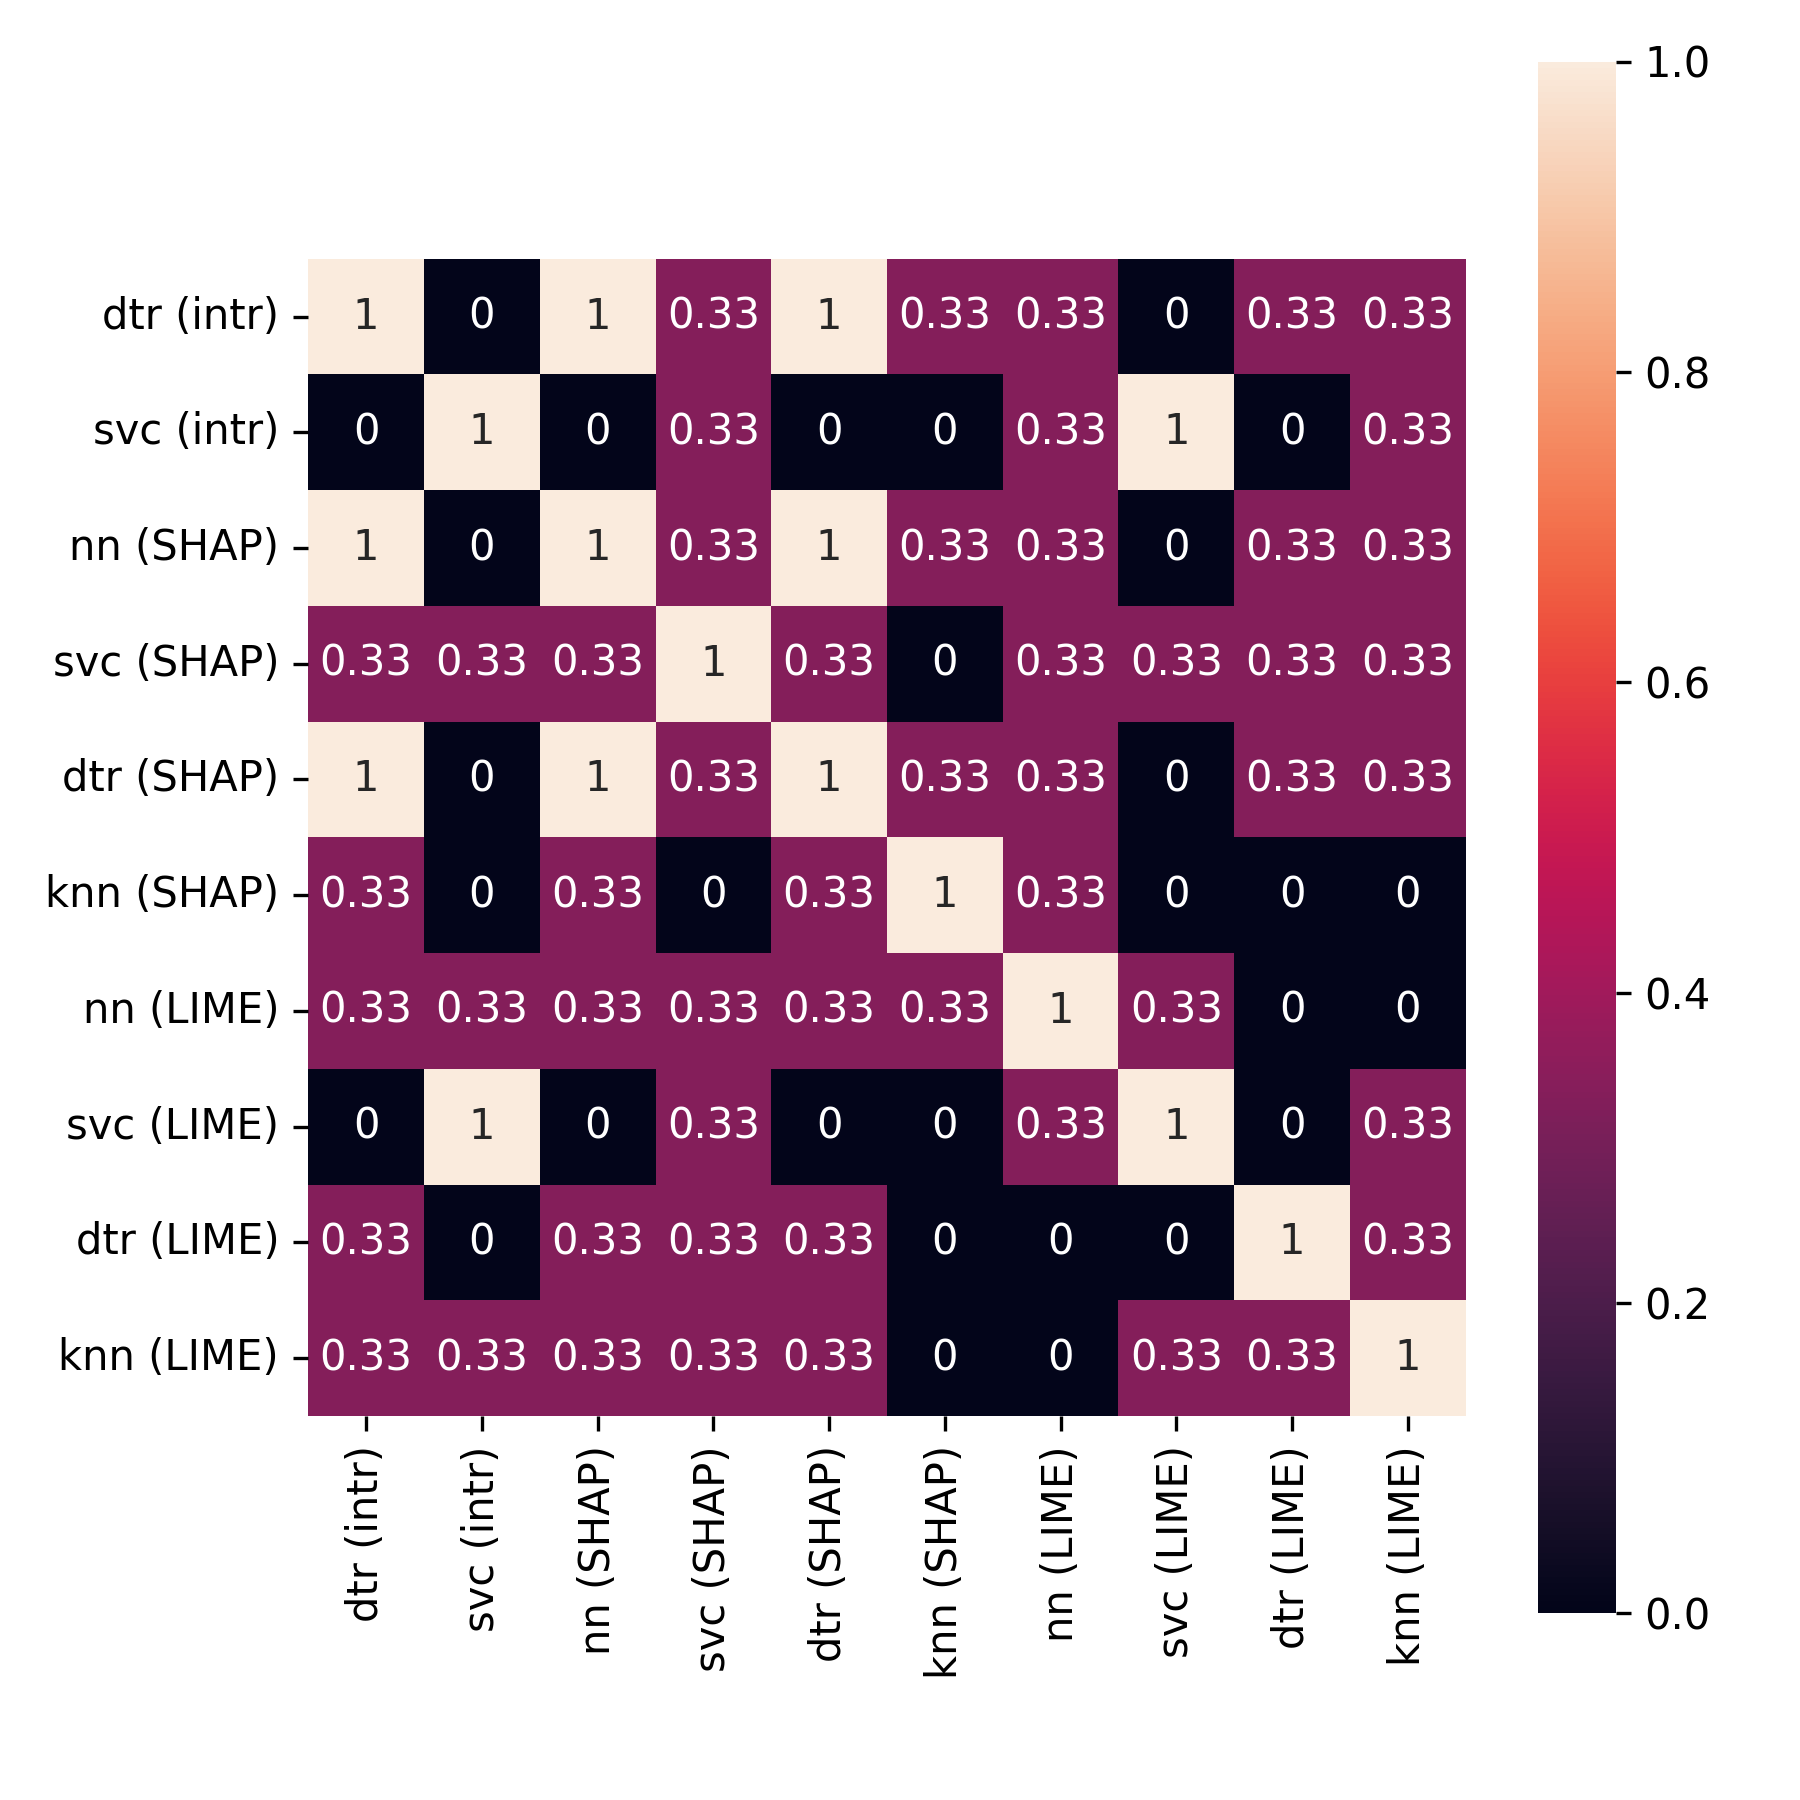 1.0
dtr (intr) 1 0 1 0.33 1 0.33 0.33 0 0.33 0.33
0.8
svc (intr) 0 1 0 0.33 0 0 0.33 1 0 0.33
nn (SHAP) 1 0 1 0.33 1 0.33 0.33 0 0.33 0.33
svc (SHAP) 0.33 0.33 0.33 1 0.33 0 0.33 0.33 0.33 0.33
0.6
dtr (SHAP) 1 0 1 0.33 1 0.33 0.33 0 0.33 0.33
knn (SHAP) 0.33 0 0.33 0 0.33 1 0.33 0 0 0
0.4
nn (LIME) 0.33 0.33 0.33 0.33 0.33 0.33 1 0.33 0 0
svc (LIME) 0 1 0 0.33 0 0 0.33 1 0 0.33
dtr (LIME) 0.33 0 0.33 0.33 0.33 0 0 0 1 0.33
0.2
knn (LIME) 0.33 0.33 0.33 0.33 0.33 0 0 0.33 0.33 1
0.0
dtr (intr)
svc (intr)
nn (SHAP)
svc (SHAP)
dtr (SHAP)
knn (SHAP)
nn (LIME)
svc (LIME)
dtr (LIME)
knn (LIME)